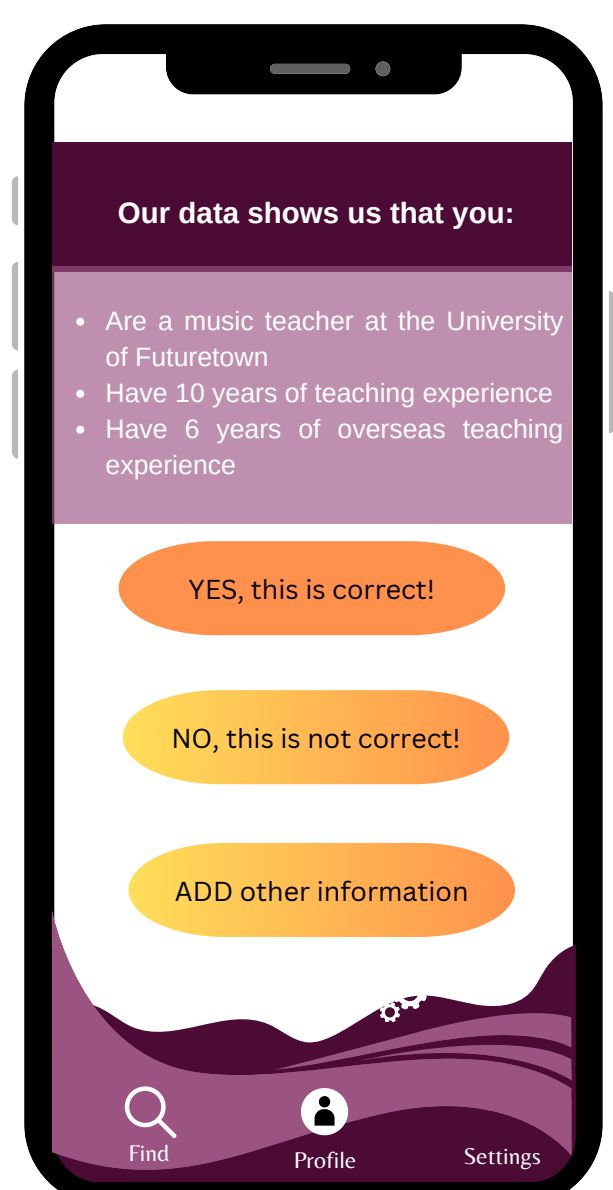 Our data shows us that you:
• Are a music teacher at the University
of Futuretown
• Have 10 years of teaching experience
• Have 6 years of overseas teaching
experience
YES, this is correct!
NO, this is not correct!
ADD other information
Find
Profile
Settings